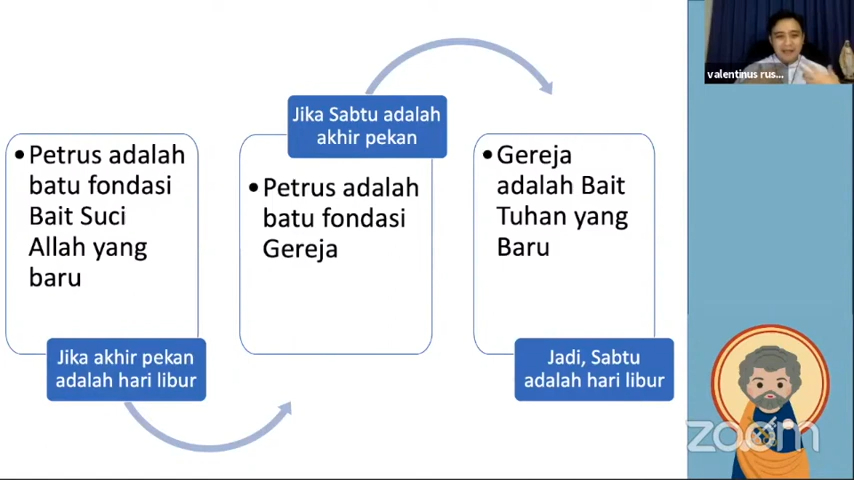 valentinus rus...
• Petrus adalah
batu fondasi
Bait Suci
Allah yang
baru
Jika akhir pekan
adalah hari libur
Jika Sabtu adalah
akhir pekan
• Petrus adalah
batu fondasi
Gereja
• Gereja
adalah Bait
Tuhan yang
Baru
Jadi, Sabtu
adalah hari libur
zoom